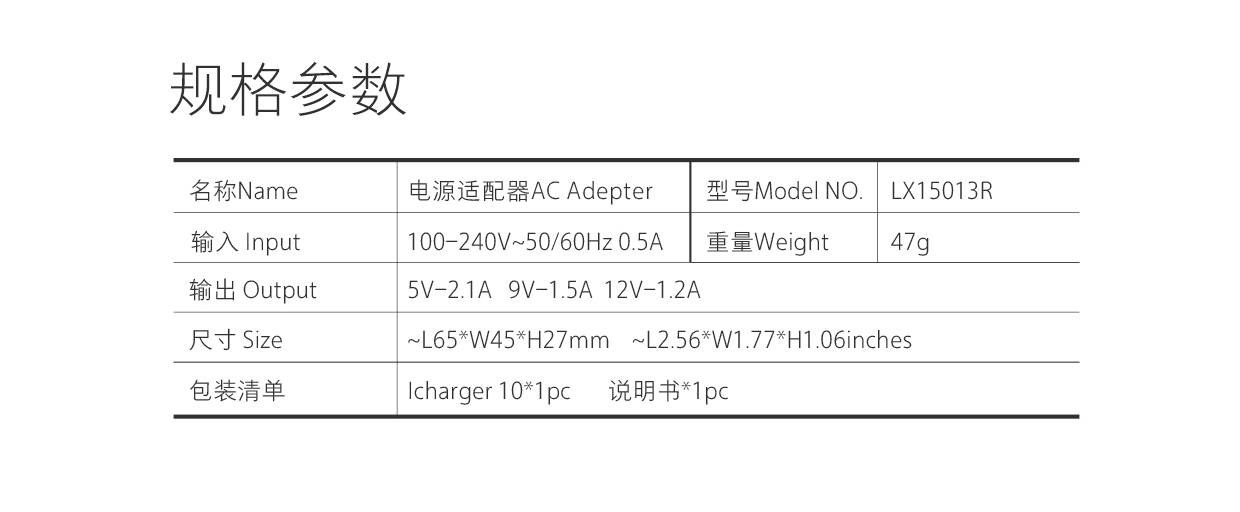 规格参数
名称Name 电源适配器AC Adepter 型号Model NO. LX15013R
输入 Input 100-240V~50/60Hz 0.5A 重量Weight 47g
输出 Output 5V-2.1A 9V-1.5A 12V-1.2A
尺寸 Size ~L65*W45*H27mm ~L2.56*W1.77*H1.06inches
包装清单 Icharger 10*1pc 说明书*1pc